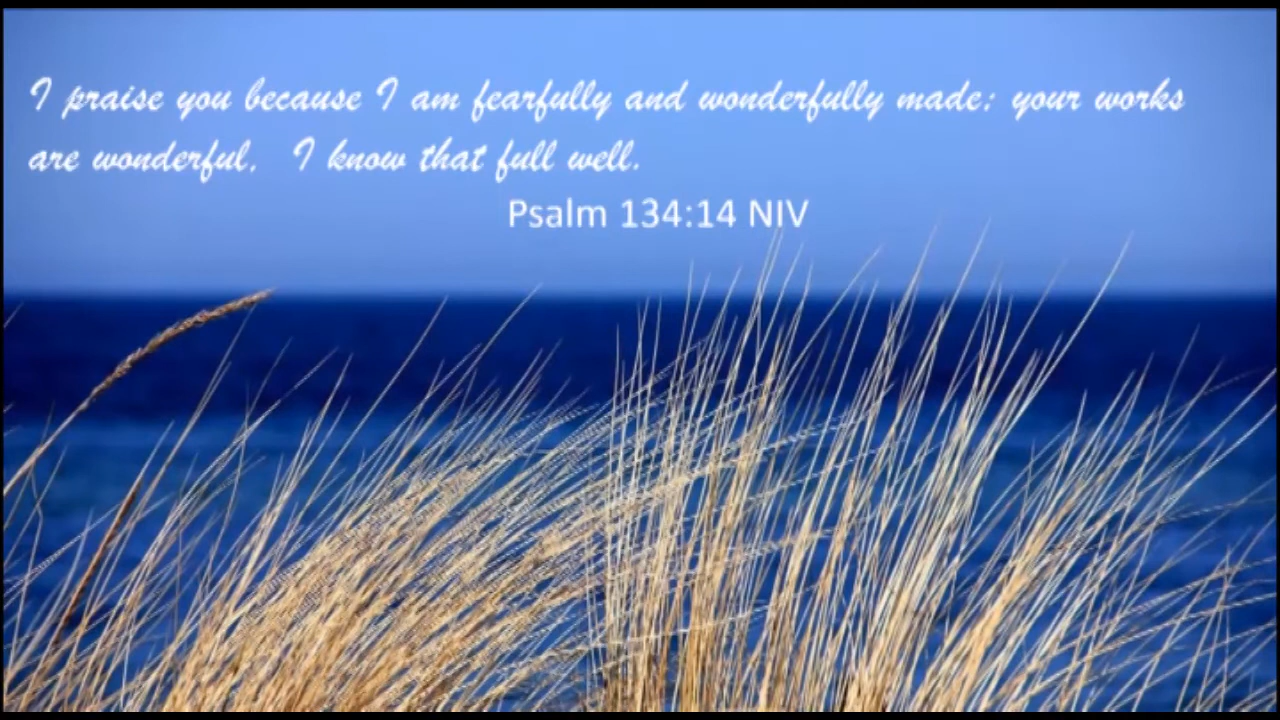 I praise you because I am fearfully and wonderfully made: your works
are wonderful,  I know that full well.
Psalm 134:14 NIV